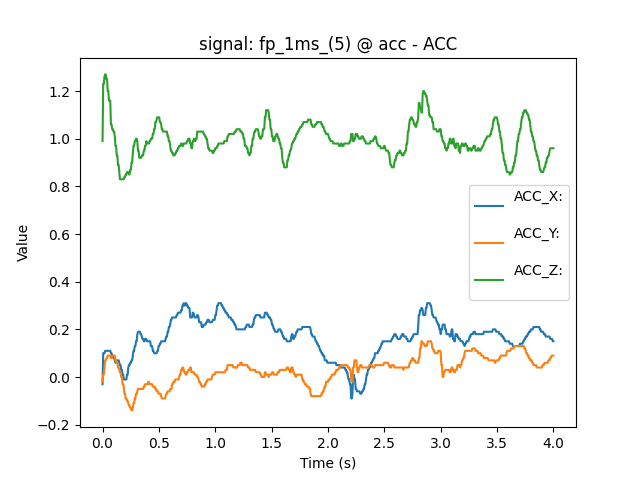 signal: fp_1ms_(5) @ acc - ACC
Value
1.2
1.0
0.8
0.6
0.4
0.2
0.0
−0.2
ACC_X:
ACC_Y:
ACC_Z:
0.0 0.5 1.0 1.5 2.0 2.5 3.0 3.5 4.0
Time (s)